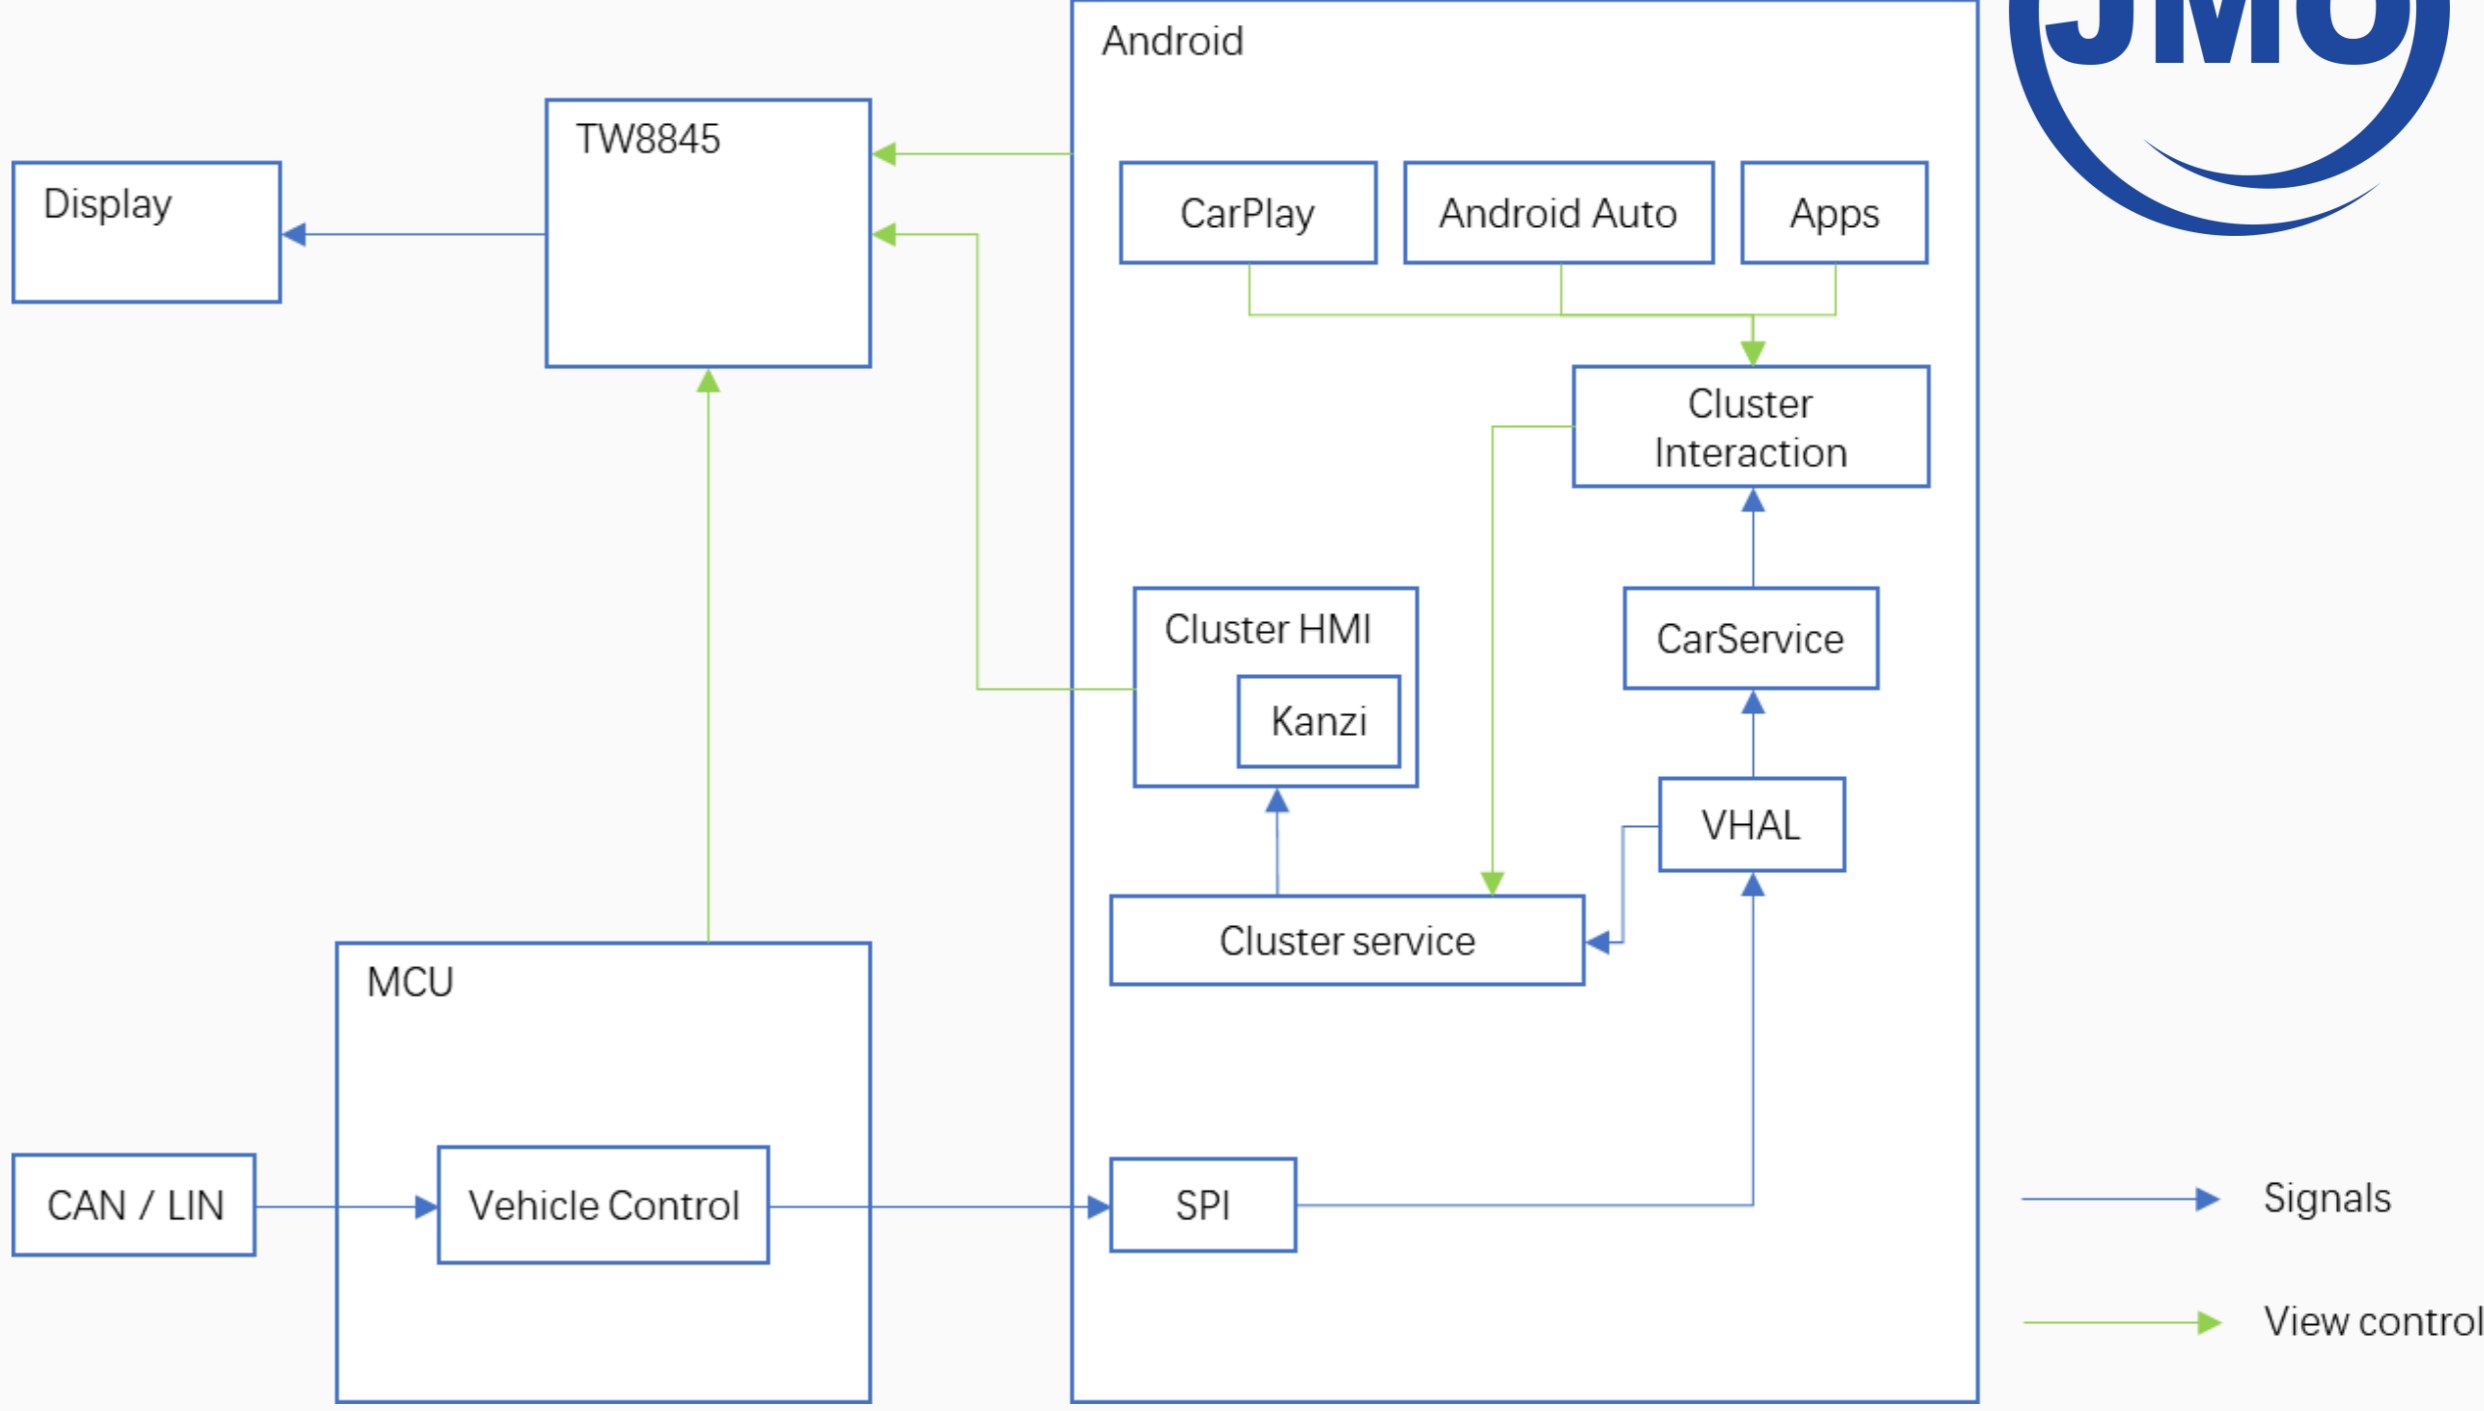 Android
TW8845
Display
CarPlay
Android Auto
Apps
Cluster
Interaction
Cluster HMI
CarService
Kanzi
VHAL
Cluster service
MCU
CAN / LIN
Vehicle Control
SPI
Signals
View control